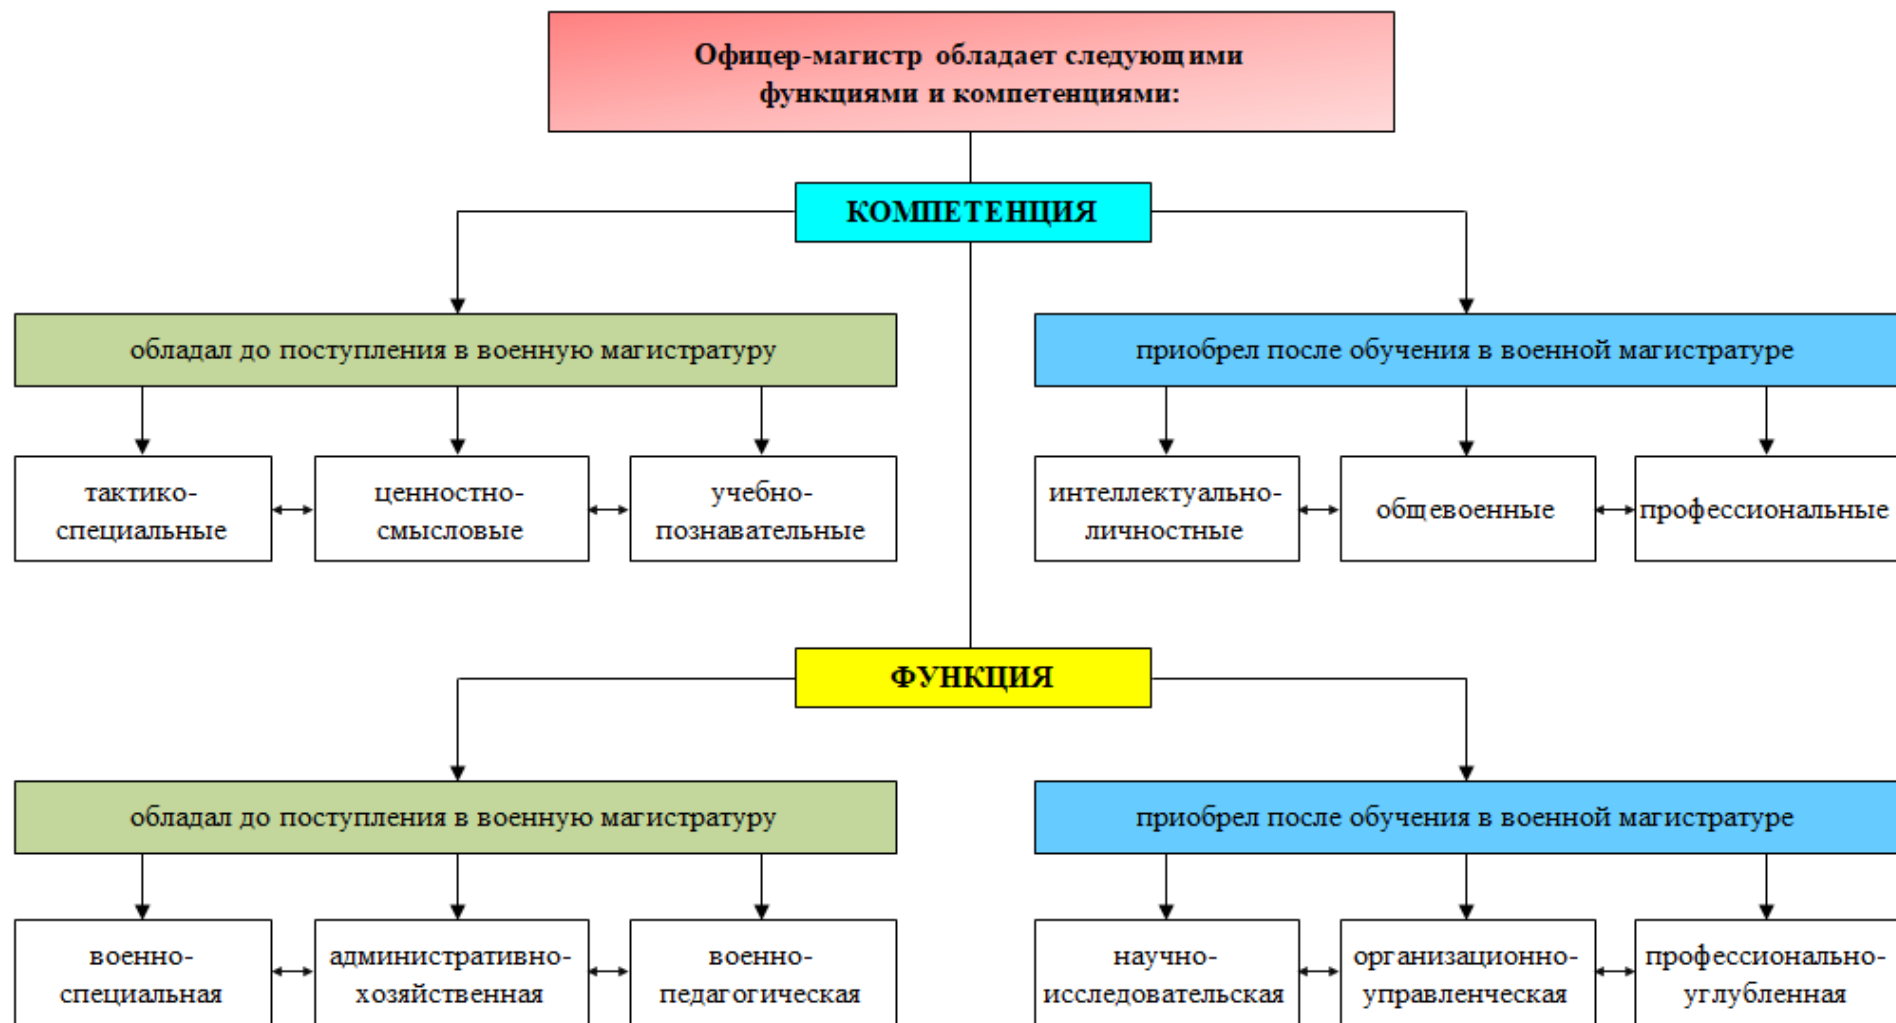 Офицер-магистр обладает следующими
функциями и компетенциями:
КОМПЕТЕНЦИЯ
обладал до поступления в военную магистратуру
приобрел после обучения в военной магистратуре
тактико-
специальные
ценностно-
смысловые
учебно-
познавательные
интеллектуально-
личностные
общевоенные
профессиональные
ФУНКЦИЯ
обладал до поступления в военную магистратуру
приобрел после обучения в военной магистратуре
военно-
специальная
административно-
хозяйственная
военно-
педагогическая
научно-
исследовательская
организационно-
управленческая
профессионально-
углубленная